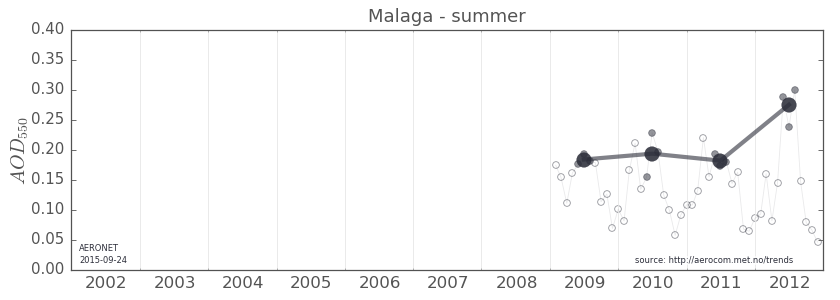 Malaga - summer
0.40
0.35
0.30
0.25
0.20
0.15
0.10
0.05
0.00
AOD550
AERONET
2015-09-24
source: http://aerocom.met.no/trends
2002 2003 2004 2005 2006 2007 2008 2009 2010 2011 2012